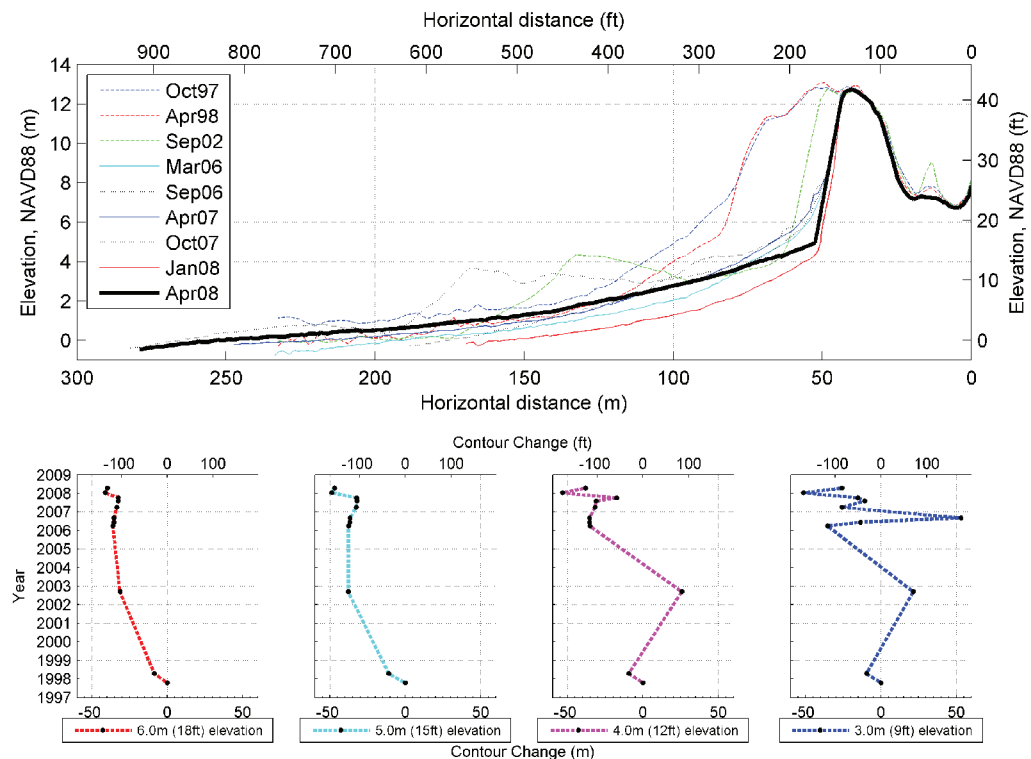 Horizontal distance (ft)
900 800 700 600 500 400 300 200 100 0
Elevation, NAVD88 (m)
14
12
10
8
6
4
2
0
Oct97
Apr98
Sep02
Mar06
Sep06
Apr07
Oct07
Jan08
Apr08
40
30
20
10
0
Elevation, NAVD88 (ft)
300 250 200 150 100 50 0
Horizontal distance (m)
Contour Change (ft)
-100 0 100
-100 0 100
-100 0 100
-100 0 100
Year
2009
2008
2007
2006
2005
2004
2003
2002
2001
2000
1999
1998
1997
-50 0 50
-50 0 50
-50 0 50
-50 0 50
6.0m (18ft) elevation
5.0m (15ft) elevation
4.0m (12ft) elevation
3.0m (9ft) elevation
Contour Change (m)